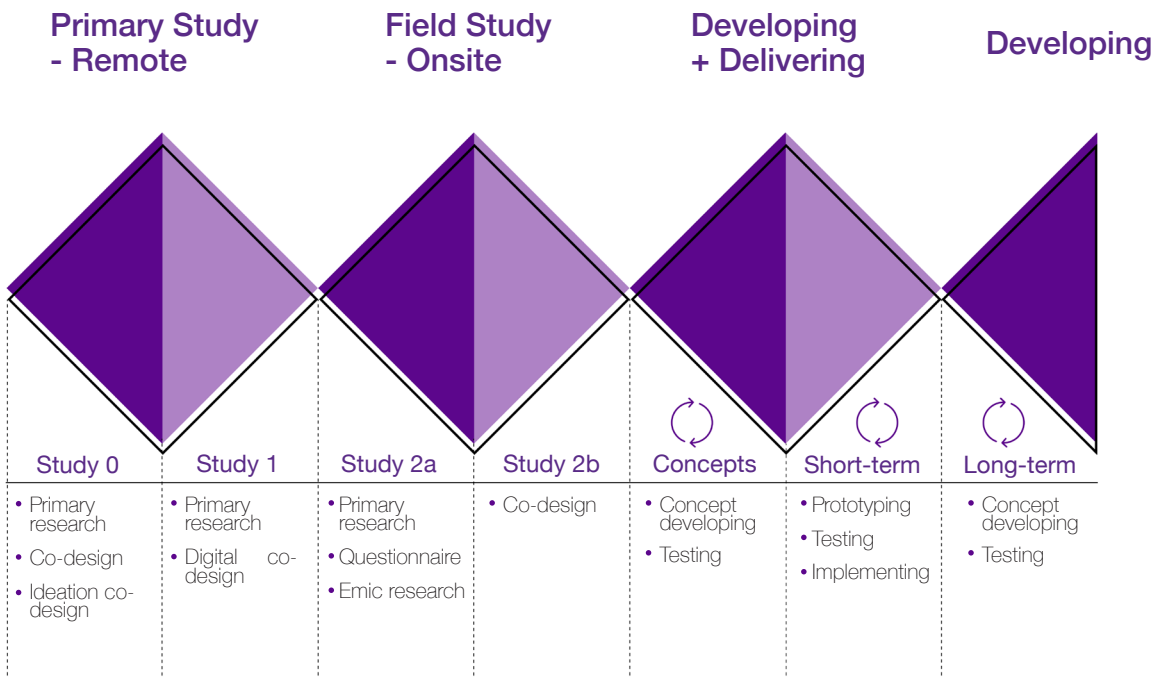 Primary Study
- Remote
Field Study
- Onsite
Developing
+ Delivering
Developing
Study 0
Study 1
Study 2a
Study 2b
Concepts
Short-term
Long-term
• Primary
research
• Co-design
• Ideation co-
design
• Primary
research
• Digital co-
design
• Primary
research
• Questionnaire
• Emic research
• Co-design
• Concept
developing
• Testing
• Prototyping
• Testing
• Implementing
• Concept
developing
• Testing